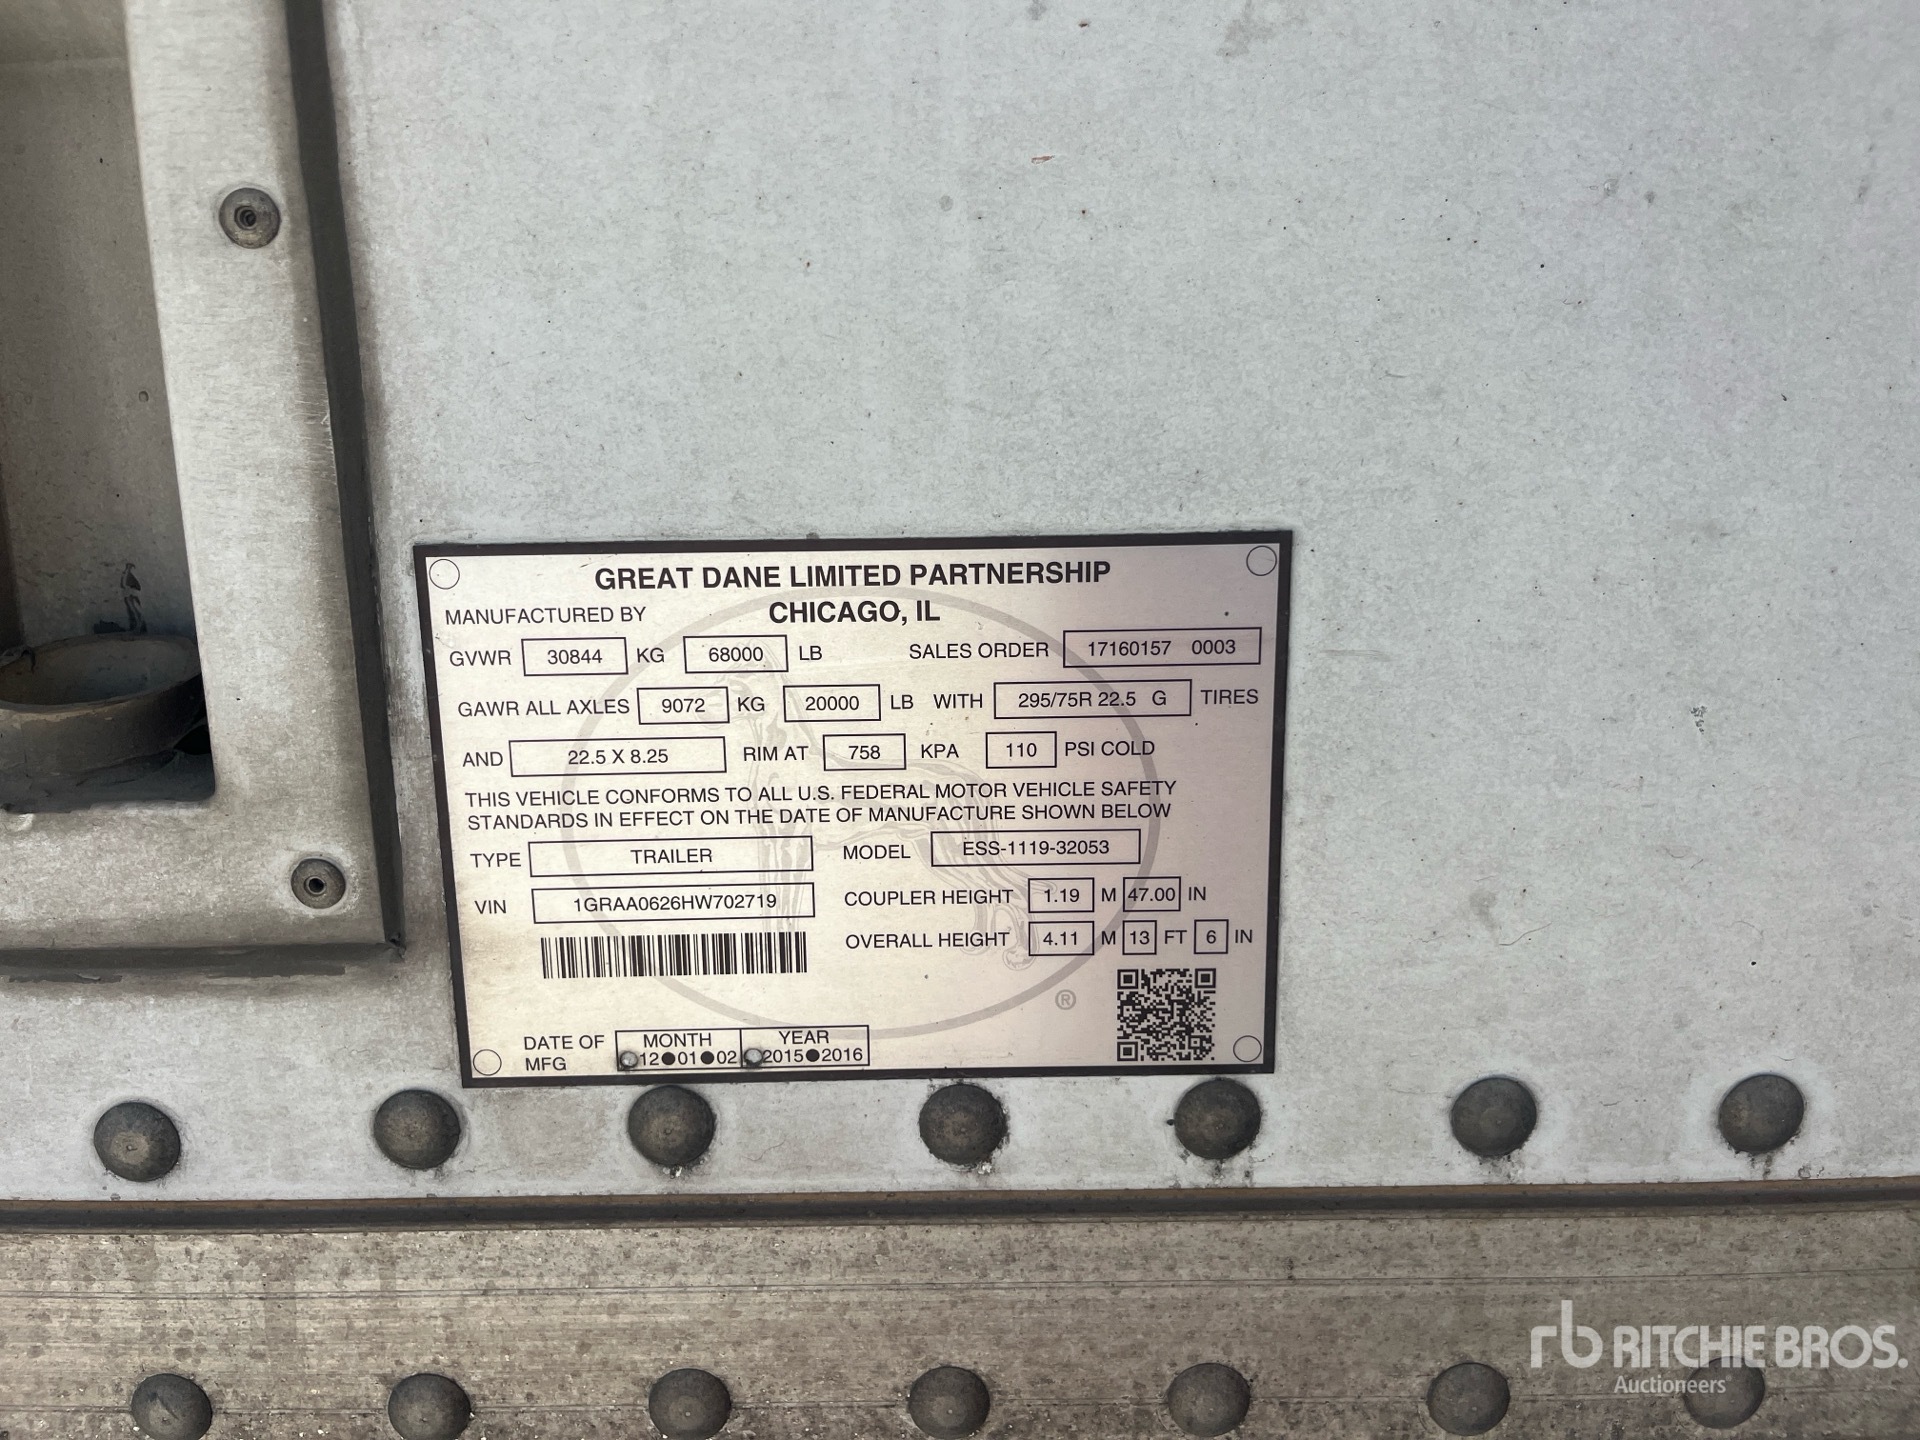 GREAT DANE LIMITED PARTNERSHIP
MANUFACTURED BY CHICAGO, IL
GVWR 30844 KG 68000 LB SALES ORDER 17160157 0003
GAWR ALL AXLES 9072 KG 20000 LB WITH 295/75R 22.5 G TIRES
AND 22.5 X 8.25 RIM AT 758 KPA 110 PSI COLD
THIS VEHICLE CONFORMS TO ALL U.S. FEDERAL MOTOR VEHICLE SAFETY
STANDARDS IN EFFECT ON THE DATE OF MANUFACTURE SHOWN BELOW
TYPE TRAILER MODEL ESS-1119-32053
VIN 1GRAA0626HW702719 COUPLER HEIGHT 1.19 M 47.00 IN
OVERALL HEIGHT 4.11 M 13 FT 6 IN
®
DATE OF MFG MONTH YEAR
12●01●02 2015●2016
rb RITCHIE BROS.
Auctioneers